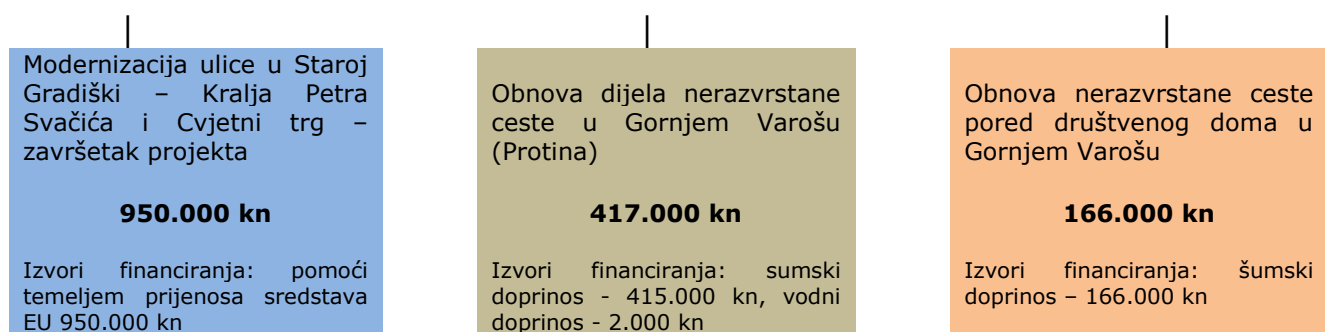 Modernizacija ulice u Staroj
Gradiški – Kralja Petra
Svačića i Cvjetni trg –
završetak projekta
950.000 kn
Izvori financiranja: pomoći
temeljem prijenosa sredstava
EU 950.000 kn
Obnova dijela nerazvrstane
ceste u Gornjem Varošu
(Protina)
417.000 kn
Izvori financiranja: sumski
doprinos - 415.000 kn, vodni
doprinos - 2.000 kn
Obnova nerazvrstane ceste
pored društvenog doma u
Gornjem Varošu
166.000 kn
Izvori financiranja: šumski
doprinos – 166.000 kn